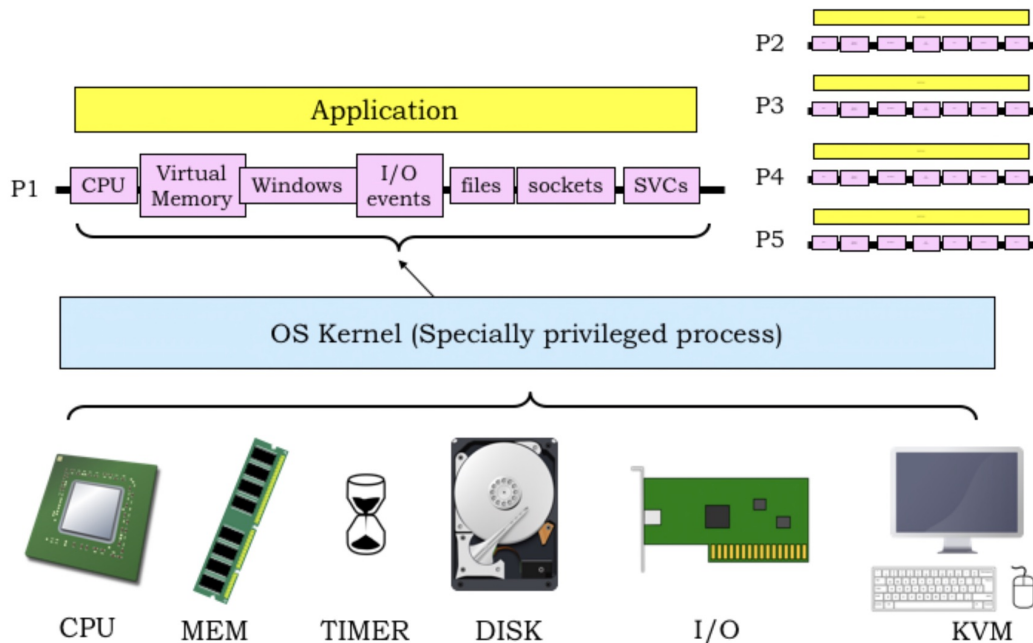 P2
P3
P4
P5
Application
P1
CPU
Virtual
Memory
Windows
I/O
events
files
sockets
SVCs
OS Kernel (Specially privileged process)
CPU
MEM
TIMER
DISK
I/O
KVM